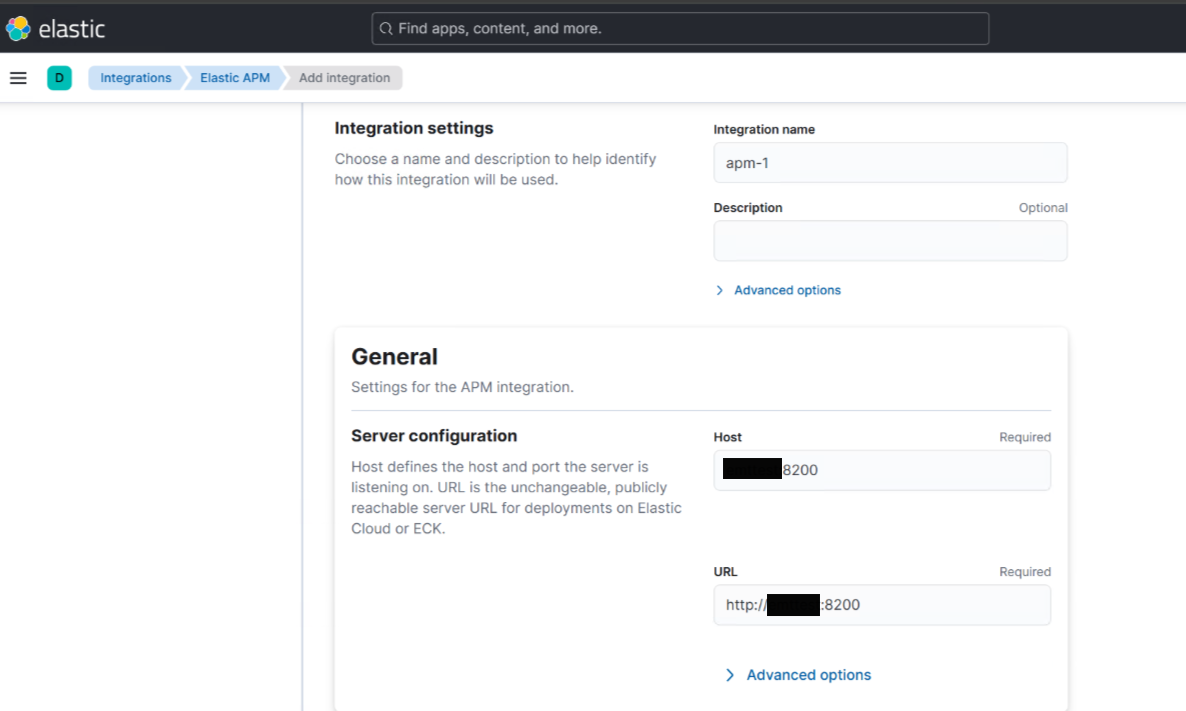 elastic
Find apps, content, and more.
D
Integrations
Elastic APM
Add integration
Integration settings
Choose a name and description to help identify
how this integration will be used.
Integration name
apm-1
Description
Optional
Advanced options
General
Settings for the APM integration.
Server configuration
Host defines the host and port the server is
listening on. URL is the unchangeable, publicly
reachable server URL for deployments on Elastic
Cloud or ECK.
Host
Required
8200
URL
Required
http:// :8200
Advanced options